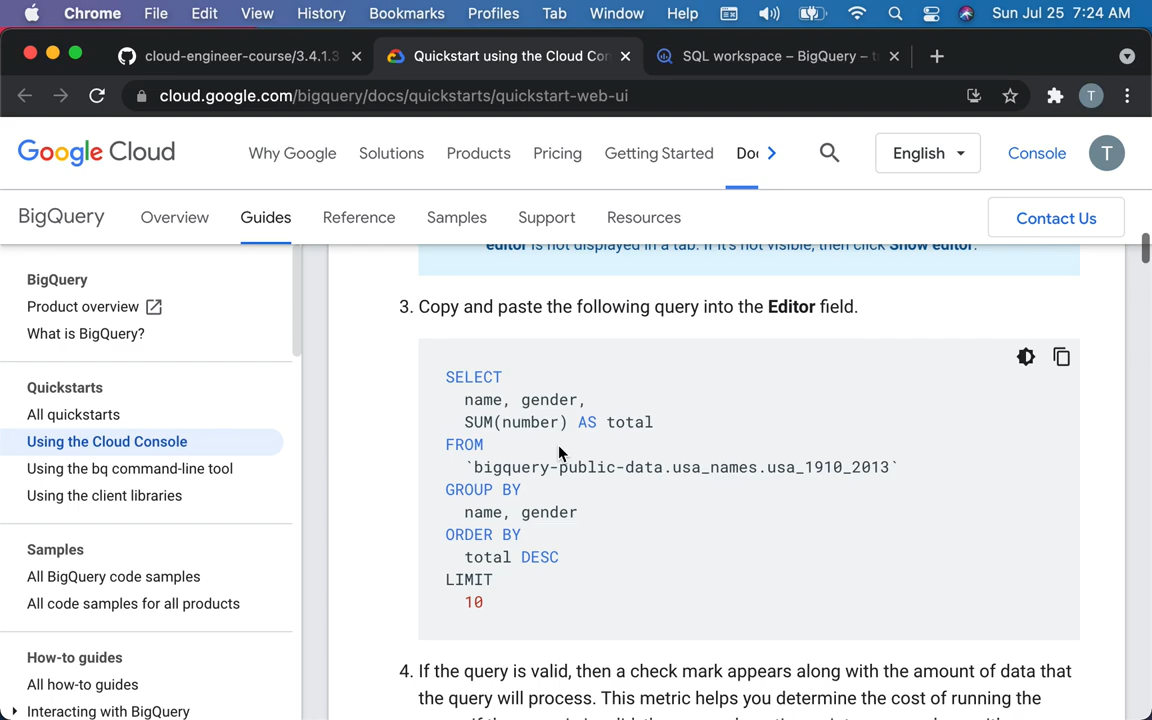 Chrome File Edit View History Bookmarks Profiles Tab Window Help Sun Jul 25 7:24 AM
cloud-engineer-course/3.4.1.3 Quickstart using the Cloud Con SQL workspace – BigQuery – t
cloud.google.com/bigquery/docs/quickstarts/quickstart-web-ui T
Google Cloud Why Google Solutions Products Pricing Getting Started Doc English Console T
BigQuery Overview Guides Reference Samples Support Resources Contact Us
editor is not displayed in a tab. If it's not visible, then click Show editor.
BigQuery
Product overview
What is BigQuery?
Quickstarts
All quickstarts
Using the Cloud Console
Using the bq command-line tool
Using the client libraries
Samples
All BigQuery code samples
All code samples for all products
How-to guides
All how-to guides
Interacting with BigQuery
3. Copy and paste the following query into the Editor field.
SELECT
name, gender,
SUM(number) AS total
FROM
`bigquery-public-data.usa_names.usa_1910_2013`
GROUP BY
name, gender
ORDER BY
total DESC
LIMIT
10
4. If the query is valid, then a check mark appears along with the amount of data that
the query will process. This metric helps you determine the cost of running the